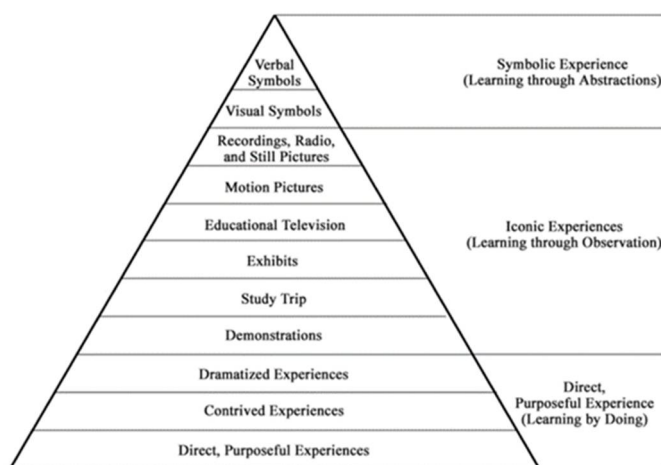 Verbal
Symbols
Visual Symbols
Recordings, Radio,
and Still Pictures
Motion Pictures
Educational Television
Exhibits
Study Trip
Demonstrations
Dramatized Experiences
Contrived Experiences
Direct, Purposeful Experiences
Symbolic Experience
(Learning through Abstractions)
Iconic Experiences
(Learning through Observation)
Direct,
Purposeful Experience
(Learning by Doing)